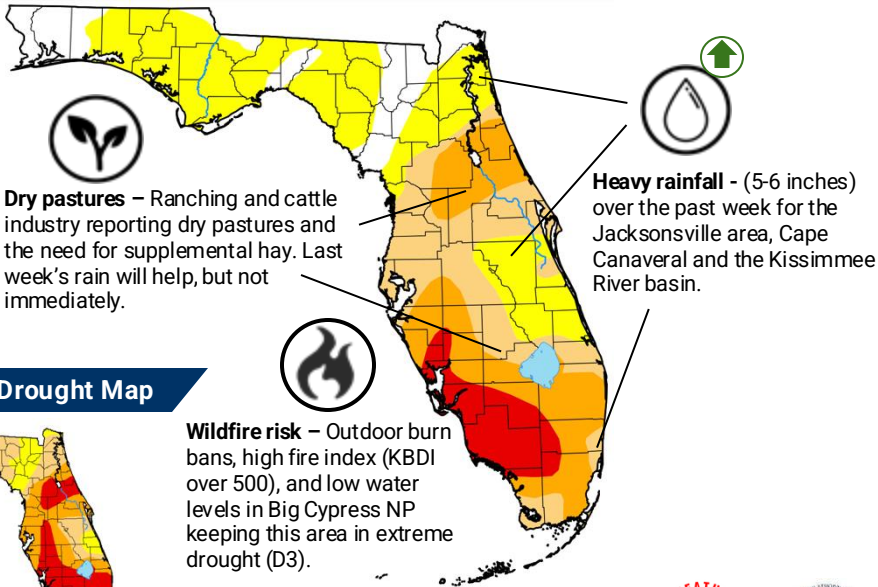 Dry pastures – Ranching and cattle
industry reporting dry pastures and
the need for supplemental hay. Last
week's rain will help, but not
immediately.
Heavy rainfall - (5-6 inches)
over the past week for the
Jacksonsville area, Cape
Canaveral and the Kissimmee
River basin.
Drought Map
Wildfire risk – Outdoor burn
bans, high fire index (KBDI
over 500), and low water
levels in Big Cypress NP
keeping this area in extreme
drought (D3).